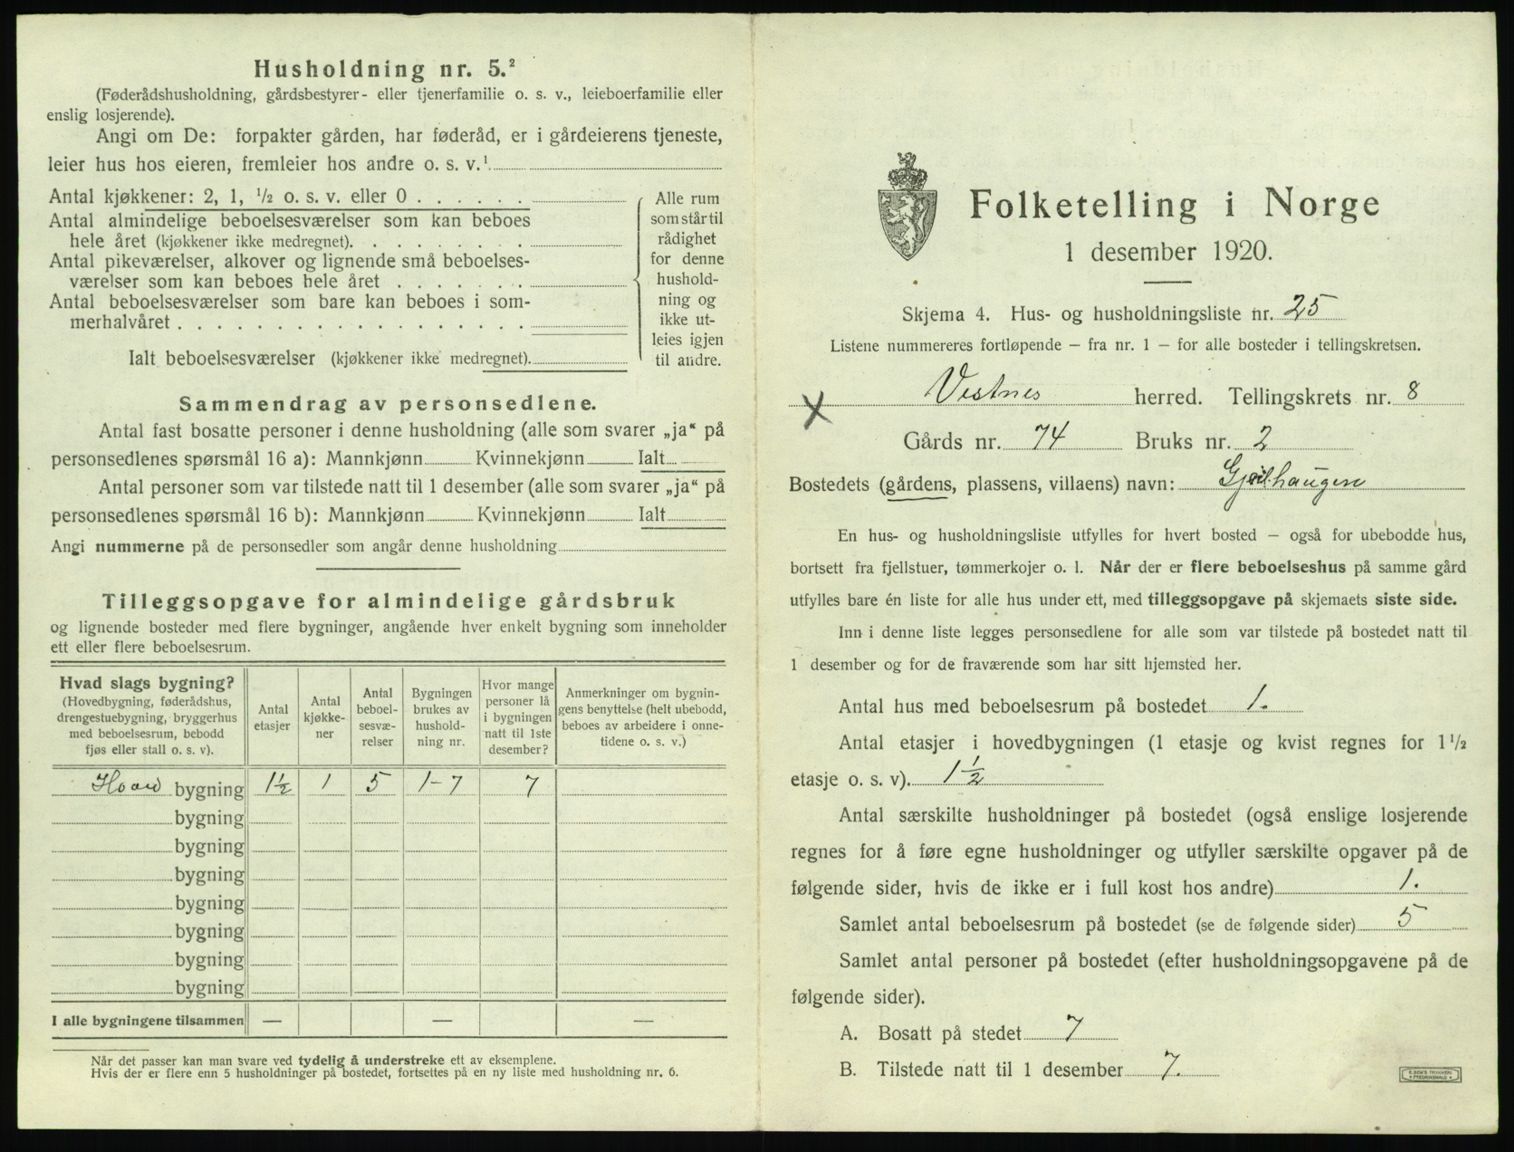 Husholdning nr. 5.²
(Føderådshusholdning, gårdsbestyrer- eller tjenerfamilie o. s. v., leieboerfamilie eller
enslig losjerende).
Angi om De: forpakter gården, har føderåd, er i gårdeierens tjeneste,
leier hus hos eieren, fremleier hos andre o. s. v.¹
Antal kjøkkener: 2, 1, ½ o. s. v. eller 0
Antal almindelige beboelsesværelser som kan beboes
hele året (kjøkkener ikke medregnet).
Antal pikeværelser, alkover og lignende små beboelses-
værelser som kan beboes hele året
Antal beboelsesværelser som bare kan beboes i som-
merhalvåret
Ialt beboelsesværelser (kjøkkener ikke medregnet).
Alle rum
som står til
rådighet
for denne
hushold-
ning og
ikke ut-
leies igjen
til andre.
Sammendrag av personsedlene.
Antal fast bosatte personer i denne husholdning (alle som svarer „ja“ på
personsedlenes spørsmål 16 a): Mannkjønn Kvinnekjønn Ialt
Antal personer som var tilstede natt til 1 desember (alle som svarer „ja“ på
personsedlenes spørsmål 16 b): Mannkjønn Kvinnekjønn Ialt
Angi nummerne på de personsedler som angår denne husholdning
Tilleggsopgave for almindelige gårdsbruk
og lignende bosteder med flere bygninger, angående hver enkelt bygning som inneholder
ett eller flere beboelsesrum.
Hvad slags bygning?
(Hovedbygning, føderådshus,
drengestuebygning, bryggerhus
med beboelsesrum, bebodd
fjøs eller stall o. s. v).
Antal
etasjer
Antal
kjøkke-
ner
Antal
beboel-
sesvæ-
relser
Bygningen
brukes av
hushold-
ning nr.
Hvor mange
personer lå
i bygningen
natt til 1ste
desember?
Anmerkninger om bygnin-
gens benyttelse (helt ubebodd,
beboes av arbeidere i onne-
tidene o. s. v.)
bygning 1½ 1 5 1-7 7
bygning
bygning
bygning
bygning
bygning
bygning
bygning
I alle bygningene tilsammen — — —
Når det passer kan man svare ved tydelig å understreke ett av eksemplene.
Hvis der er flere enn 5 husholdninger på bostedet, fortsettes på en ny liste med husholdning nr. 6.
Folketelling i Norge
1 desember 1920.
Skjema 4. Hus- og husholdningsliste nr. 25
Listene nummereres fortløpende — fra nr. 1 — for alle bosteder i tellingskretsen.
X Vestnes herred. Tellingskrets nr. 8
Gårds nr. 74 Bruks nr. 2
Bostedets (gårdens, plassens, villaens) navn:
En hus- og husholdningsliste utfylles for hvert bosted — også for ubebodde hus,
bortsett fra fjellstuer, tømmerkojer o. l. Når der er flere beboelseshus på samme gård
utfylles bare én liste for alle hus under ett, med tilleggsopgave på skjemaets siste side.
Inn i denne liste legges personsedlene for alle som var tilstede på bostedet natt til
1 desember og for de fraværende som har sitt hjemsted her.
Antal hus med beboelsesrum på bostedet 1.
Antal etasjer i hovedbygningen (1 etasje og kvist regnes for 1½
etasje o. s. v). 1½
Antal særskilte husholdninger på bostedet (også enslige losjerende
regnes for å føre egne husholdninger og utfyller særskilte opgaver på de
følgende sider, hvis de ikke er i full kost hos andre) 1.
Samlet antal beboelsesrum på bostedet (se de følgende sider) 5
Samlet antal personer på bostedet (efter husholdningsopgavene på de
følgende sider).
A. Bosatt på stedet 7
B. Tilstede natt til 1 desember 7.